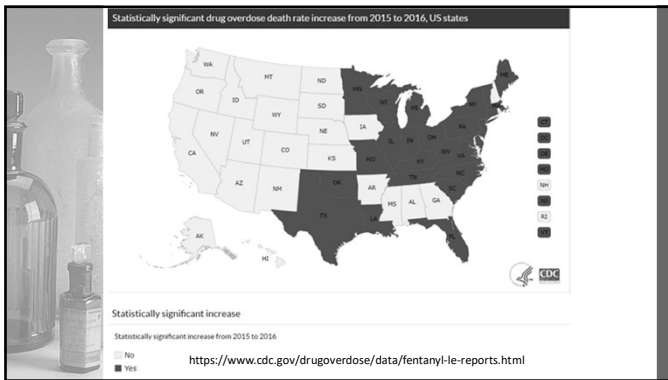 Statistically significant drug overdose death rate increase from 2015 to 2016, US states
WA
MT
ND
MN
ME
OR
ID
SD
WI
MI
NY
WY
IA
PA
NV
NE
IL
IN
OH
UT
CO
KS
MO
KY
WV
VA
CA
AZ
NM
OK
AR
TN
NC
SC
TX
LA
MS
AL
GA
FL
AK
HI
CT
DC
DE
MD
NH
NJ
RI
VT
CDC
Statistically significant increase
Statistically significant increase from 2015 to 2016
No
Yes
https://www.cdc.gov/drugoverdose/data/fentanyl-le-reports.html